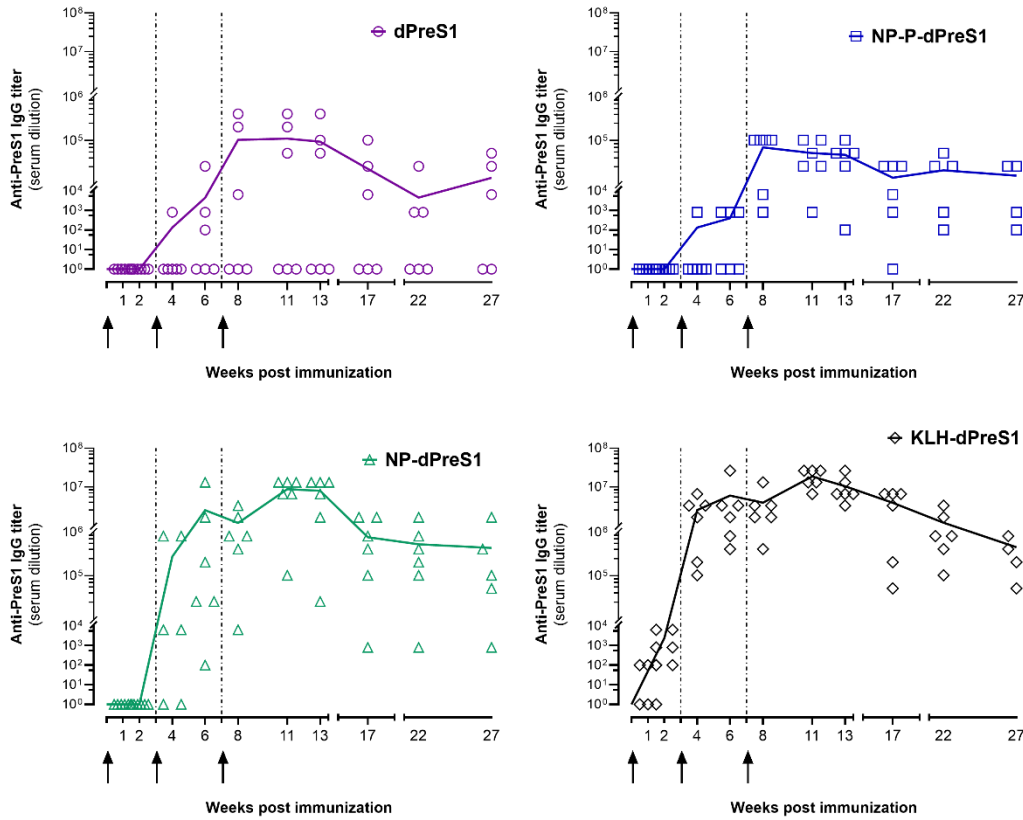 dPreS1
Anti-PreS1 IgG titer
(serum dilution)
10⁸
10⁷
10⁶
10⁵
10⁴
10³
10²
10¹
10⁰
1 2 4 6 8 11 13 17 22 27
Weeks post immunization
NP-P-dPreS1
Anti-PreS1 IgG titer
(serum dilution)
10⁸
10⁷
10⁶
10⁵
10⁴
10³
10²
10¹
10⁰
1 2 4 6 8 11 13 17 22 27
Weeks post immunization
NP-dPreS1
Anti-PreS1 IgG titer
(serum dilution)
10⁸
10⁷
10⁶
10⁵
10⁴
10³
10²
10¹
10⁰
1 2 4 6 8 11 13 17 22 27
Weeks post immunization
KLH-dPreS1
Anti-PreS1 IgG titer
(serum dilution)
10⁸
10⁷
10⁶
10⁵
10⁴
10³
10²
10¹
10⁰
1 2 4 6 8 11 13 17 22 27
Weeks post immunization